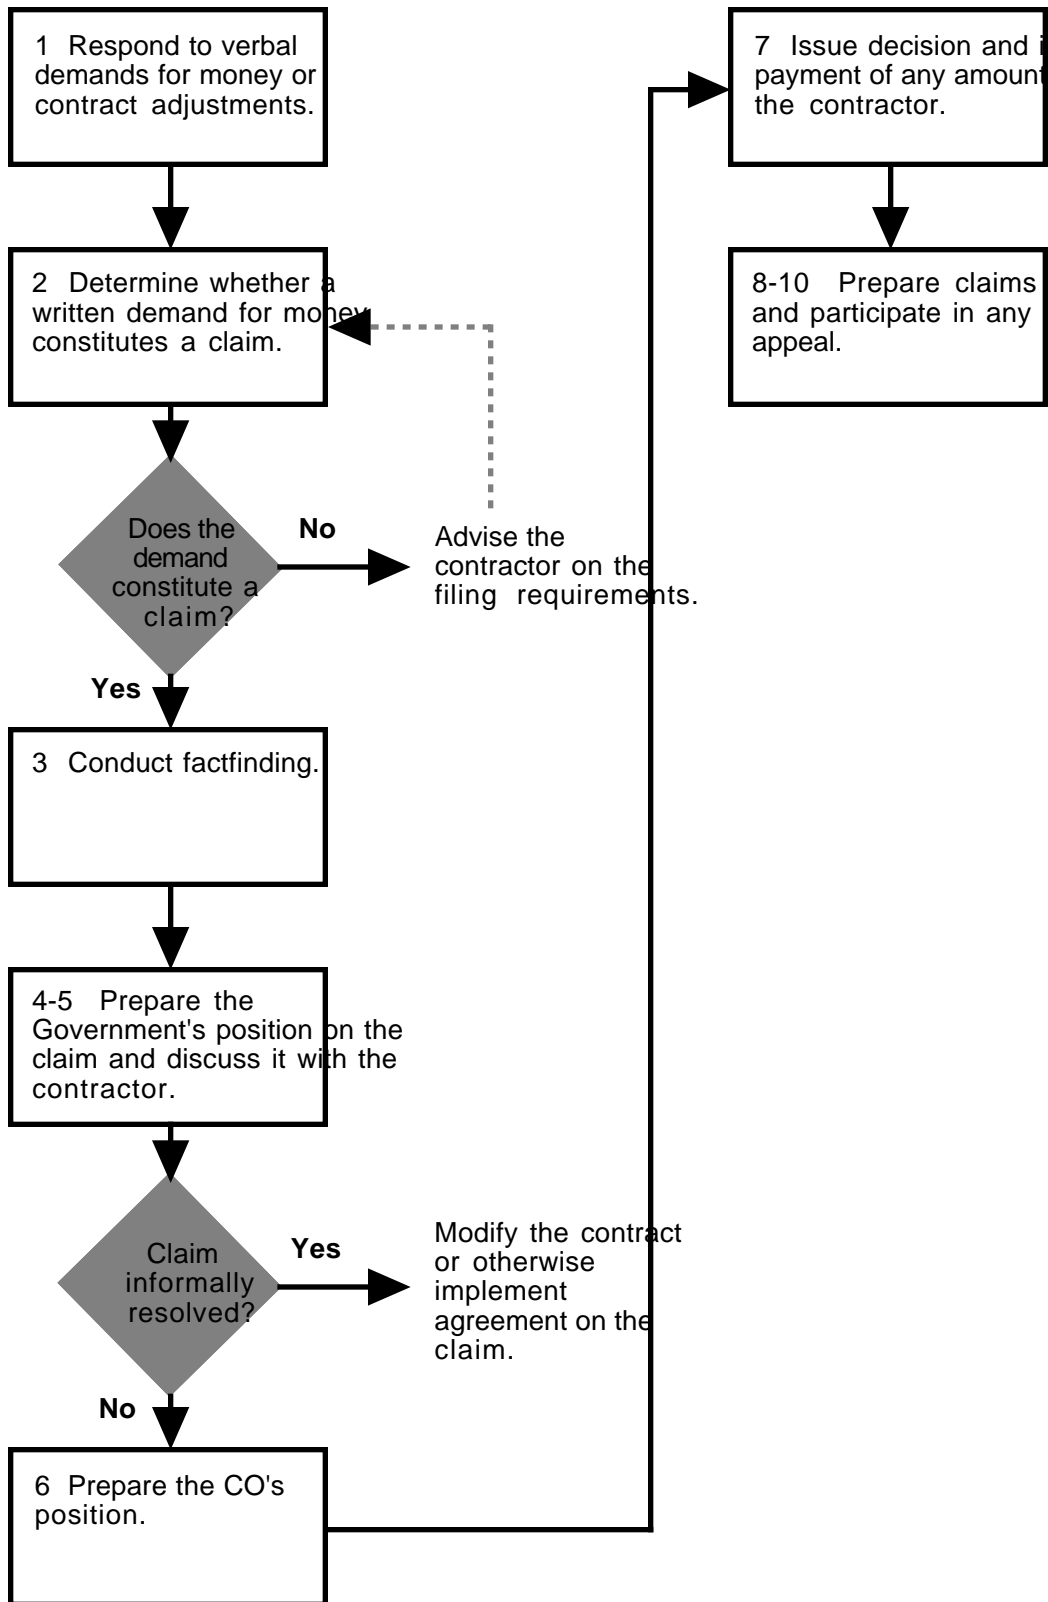 1 Respond to verbal
demands for money or
contract adjustments.
2 Determine whether a
written demand for money
constitutes a claim.
Does the
demand
constitute a
claim?
No
Advise the
contractor on the
filing requirements.
Yes
3 Conduct factfinding.
4-5 Prepare the
Government's position on the
claim and discuss it with the
contractor.
Claim
informally
resolved?
Yes
Modify the contract
or otherwise
implement
agreement on the
claim.
No
6 Prepare the CO's
position.
7 Issue decision and
payment of any amount
the contractor.
8-10 Prepare claims
and participate in any
appeal.